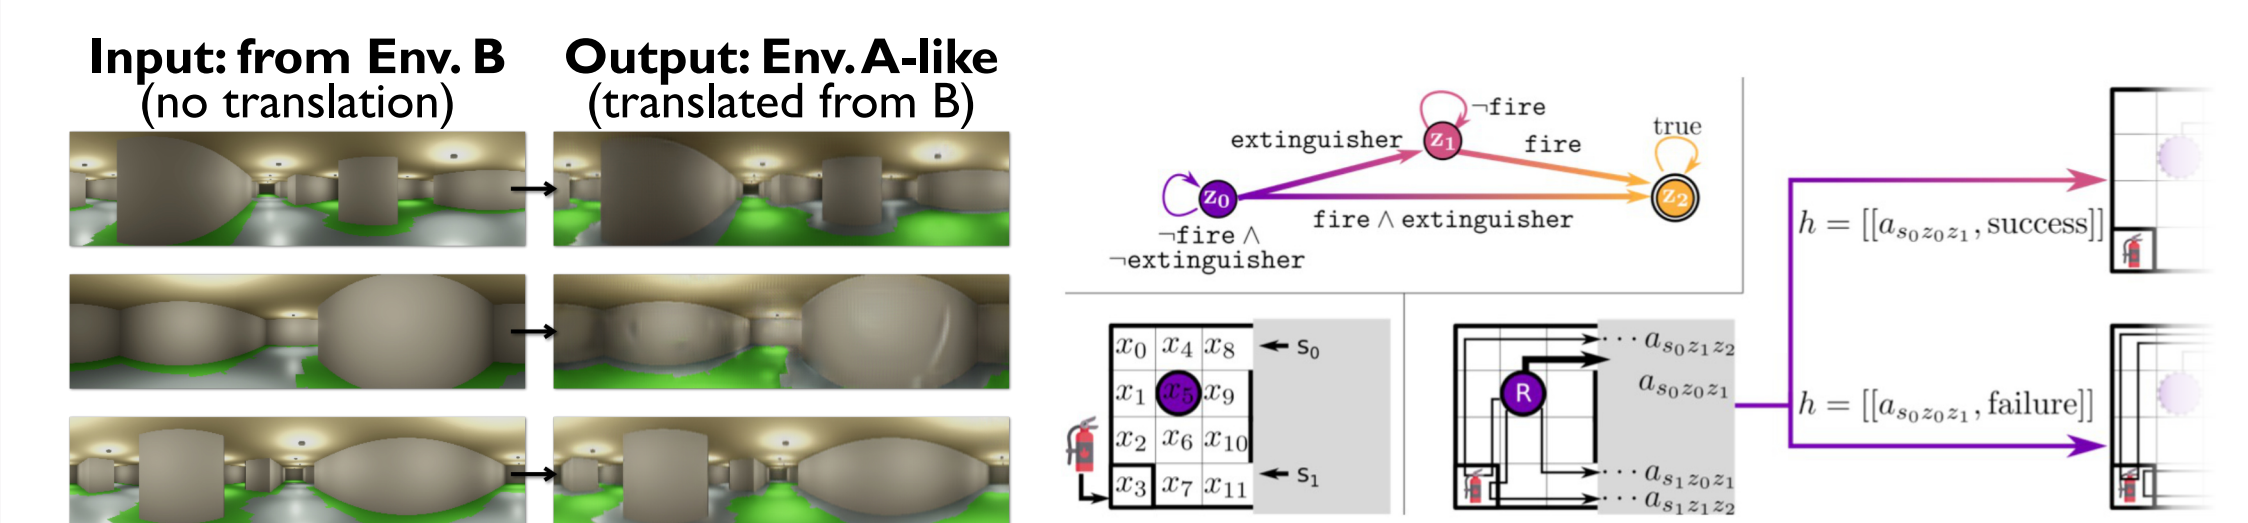 Input: from Env. B
(no translation)
Output: Env. A-like
(translated from B)
¬fire
extinguisher
z₁
fire
true
z₀
z₂
fire ∧ extinguisher
¬fire ∧
¬extinguisher
x₀ x₄ x₈
s₀
x₁ x₅ x₉
x₂ x₆ x₁₀
x₃ x₇ x₁₁
s₁
R
··· a_{s₀z₁z₂}
a_{s₀z₀z₁}
··· a_{s₁z₀z₁}
··· a_{s₁z₁z₂}
h = [[a_{s₀z₀z₁}, success]]
h = [[a_{s₀z₀z₁}, failure]]